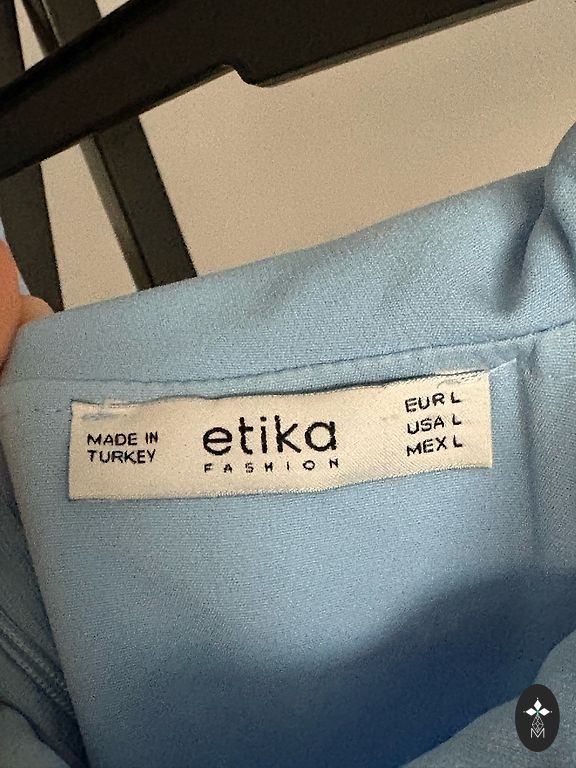 MADE IN
TURKEY
etika
FASHION
EUR L
USA L
MEX L
M